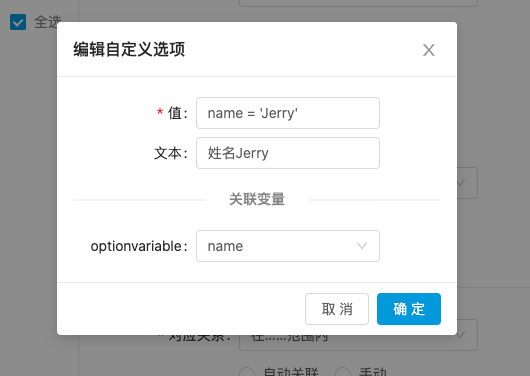 全选
编辑自定义选项
* 值： name = 'Jerry'
文本： 姓名Jerry
关联变量
optionvariable： name
取 消 确 定
* 对应关系： 在......范围内
自动关联 手动